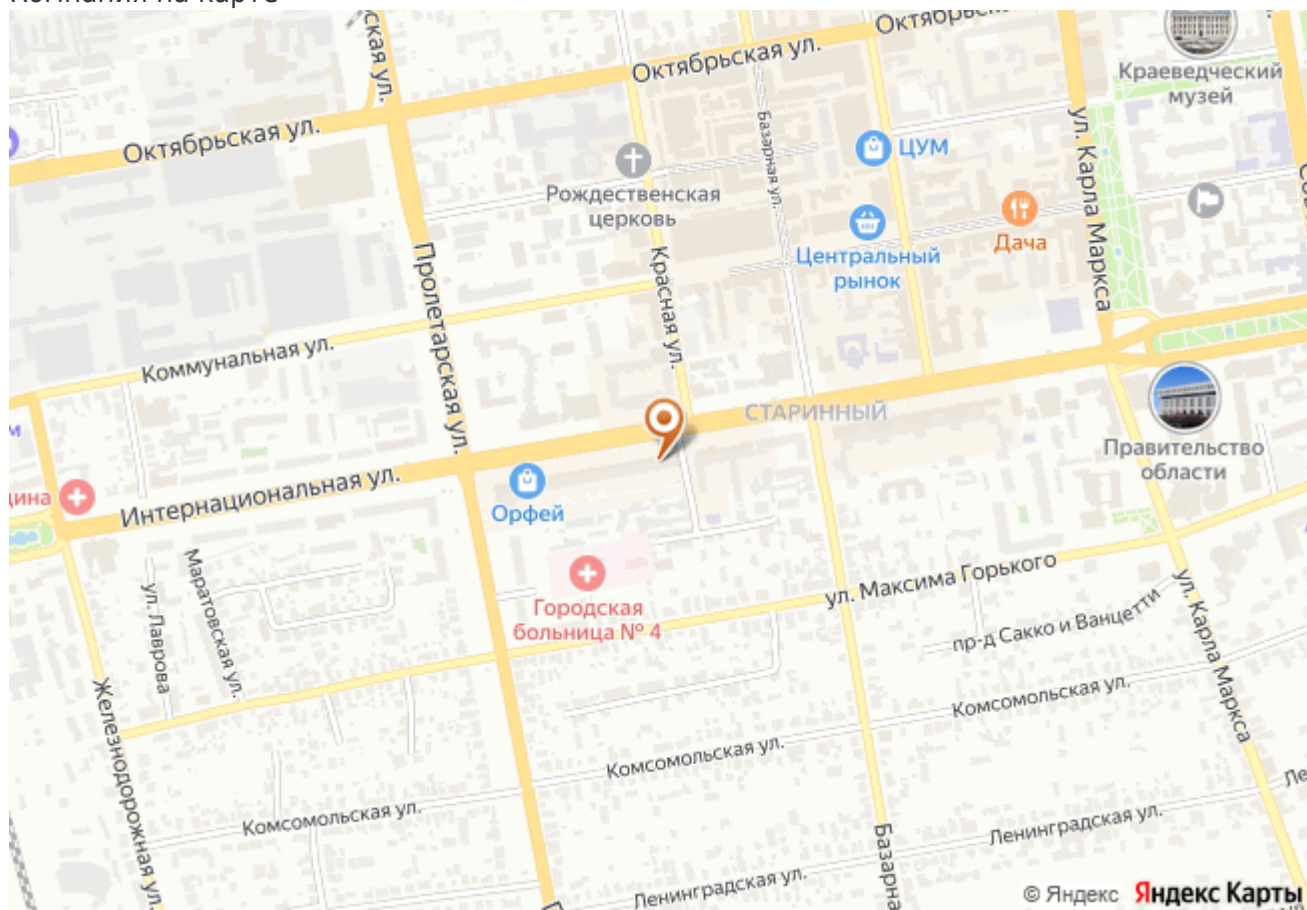 Компания на карте
Октябрьская ул.
Октябрьская ул.
Краеведческий
музей
Базарная ул.
ЦУМ
ул. Карла Маркса
Рождественская
церковь
Дача
Центральный
рынок
Пролетарская ул.
Красная ул.
Коммунальная ул.
СТАРИННЫЙ
Правительство
области
Интернациональная ул.
Орфей
Городская
больница № 4
ул. Максима Горького
пр-д Сакко и Ванцетти
ул. Карла Маркса
ул. Лаврова
Маратовская ул.
Железнодорожная ул.
Комсомольская ул.
Комсомольская ул.
Комсомольская ул.
Ленинградская ул.
Ленинградская ул.
© Яндекс Яндекс Карты